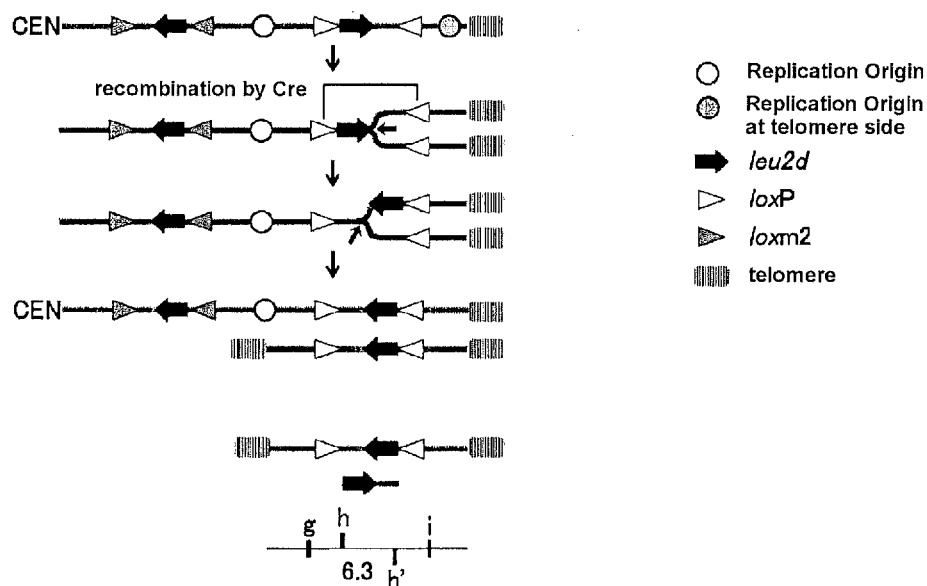 CEN
recombination by Cre
CEN
g
h
i
6.3
h'
Replication Origin
Replication Origin
at telomere side
leu2d
loxP
loxm2
telomere